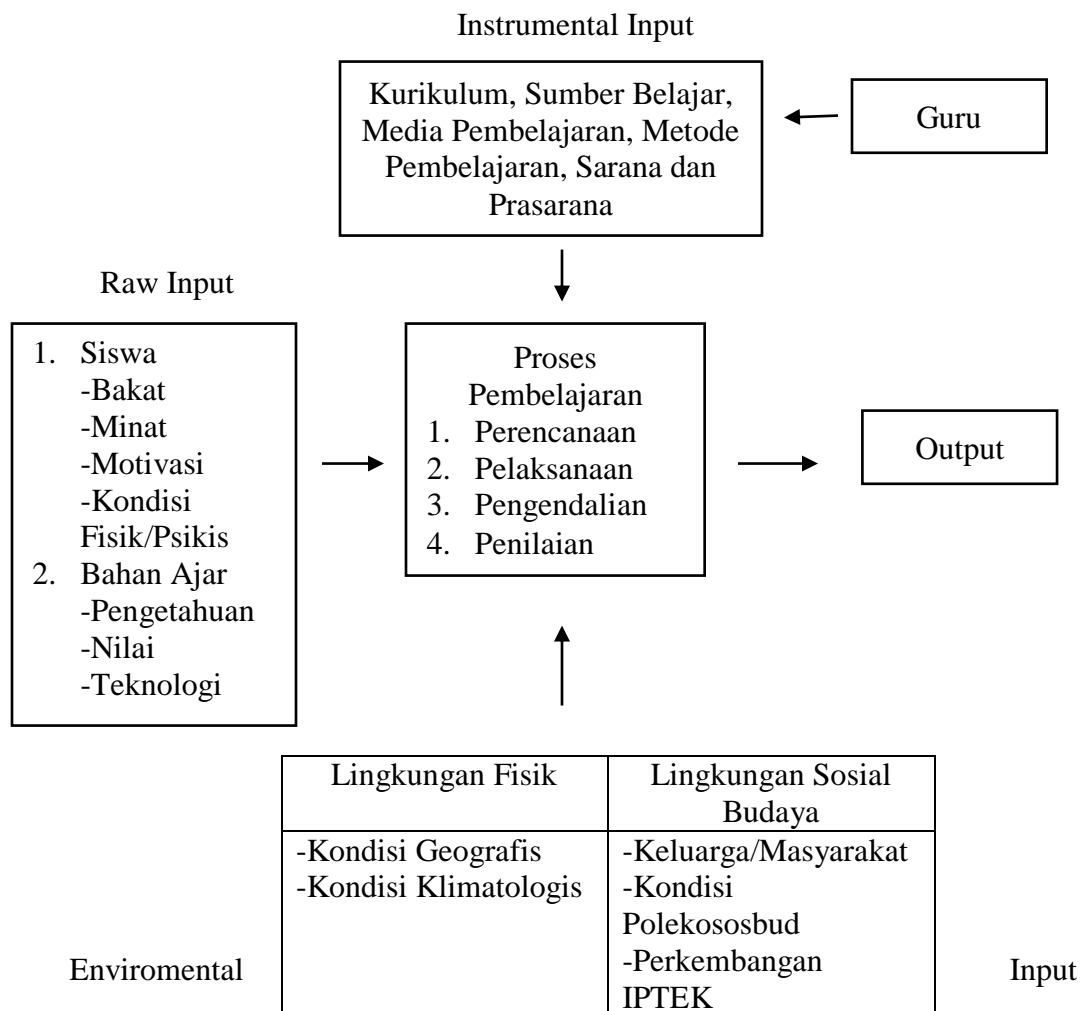 Instrumental Input
Kurikulum, Sumber Belajar,
Media Pembelajaran, Metode
Pembelajaran, Sarana dan
Prasarana
Guru
Raw Input
1. Siswa
-Bakat
-Minat
-Motivasi
-Kondisi
Fisik/Psikis
2. Bahan Ajar
-Pengetahuan
-Nilai
-Teknologi
Proses
Pembelajaran
1. Perencanaan
2. Pelaksanaan
3. Pengendalian
4. Penilaian
Output
Lingkungan Fisik
-Kondisi Geografis
-Kondisi Klimatologis
Lingkungan Sosial
Budaya
-Keluarga/Masyarakat
-Kondisi
Polekososbud
-Perkembangan
IPTEK
Enviromental Input